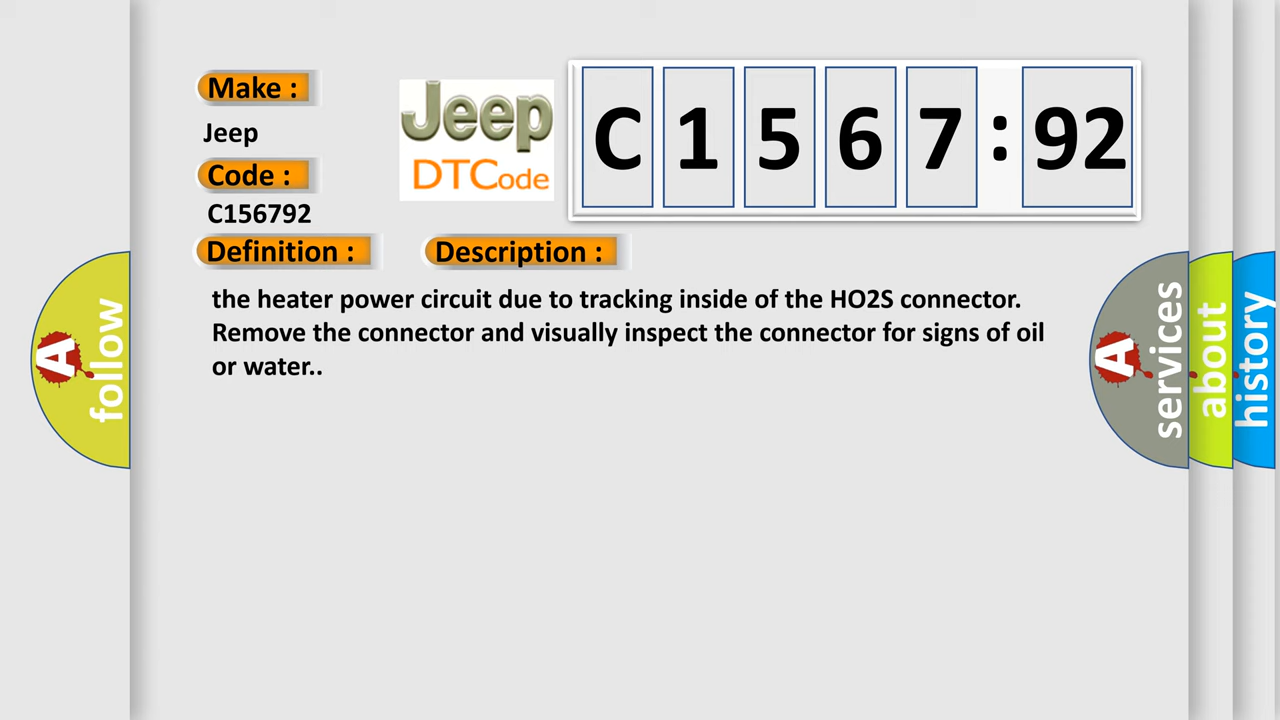 Make :
Jeep
Code :
C156792
Definition :
Description :
Jeep
DTCode
C 1 5 6 7 : 92
the heater power circuit due to tracking inside of the HO2S connector.
Remove the connector and visually inspect the connector for signs of oil
or water..
A follow
A services
about
history